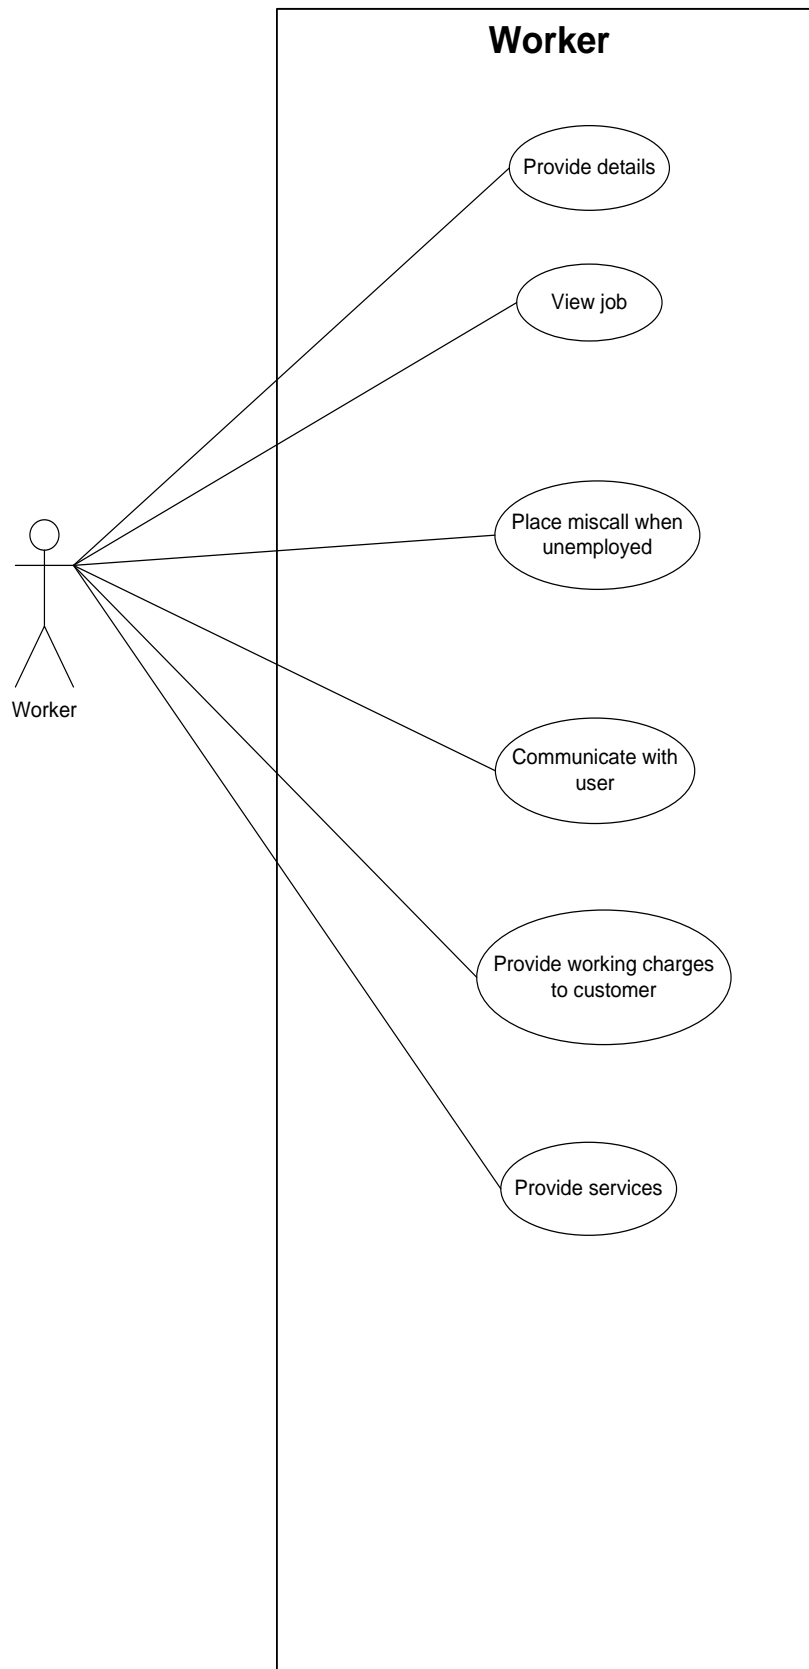 Worker
Provide details
View job
Place miscall when
unemployed
Worker
Communicate with
user
Provide working charges
to customer
Provide services